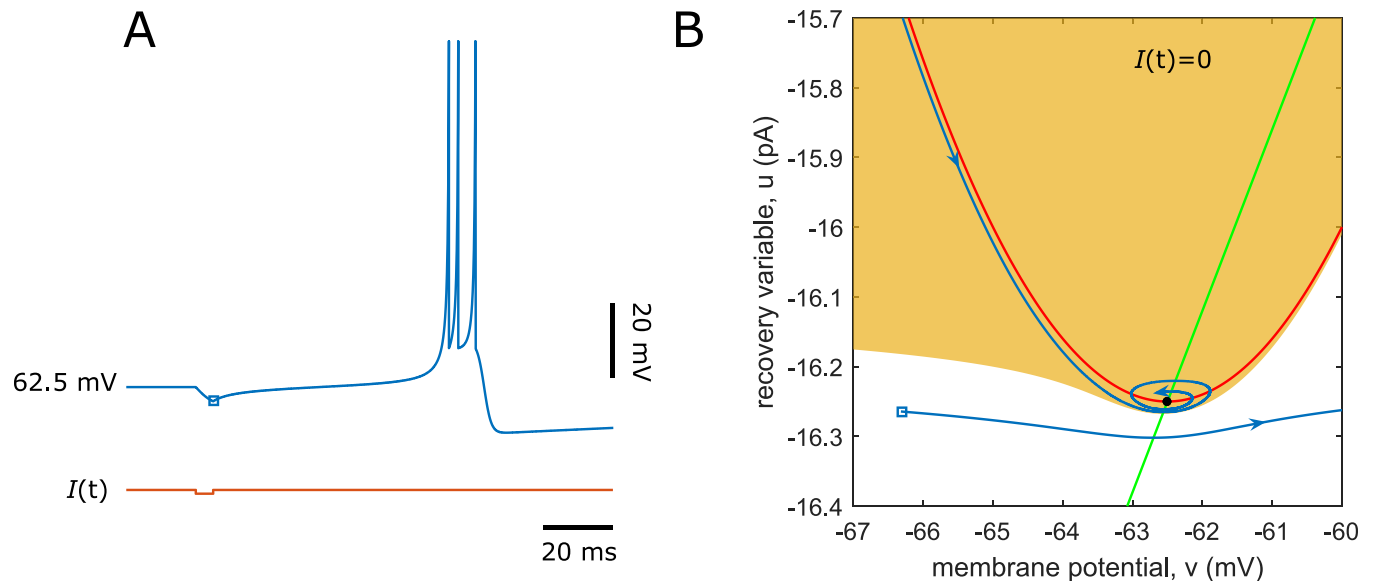 A
62.5 mV
20 mV
I(t)
20 ms
B
I(t)=0
-15.7
-15.8
-15.9
-16
-16.1
-16.2
-16.3
-16.4
recovery variable, u (pA)
-67 -66 -65 -64 -63 -62 -61 -60
membrane potential, v (mV)